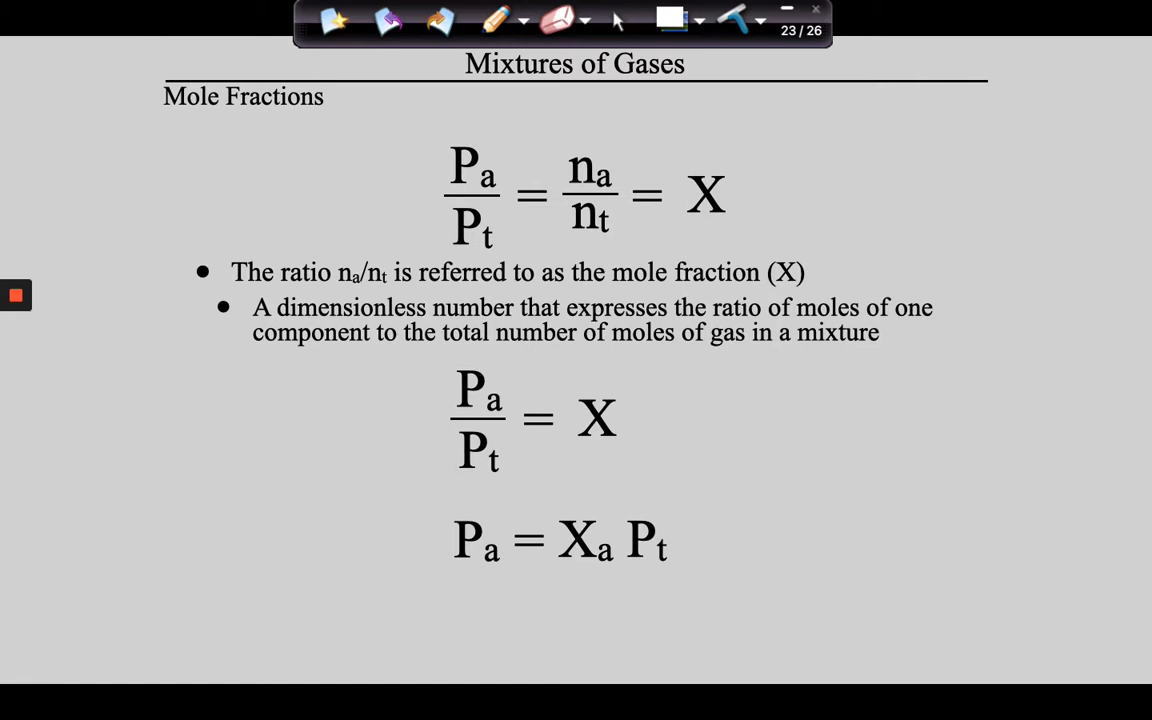 23 / 26
Mixtures of Gases
Mole Fractions
Pa/Pt = na/nt = X
● The ratio na/nt is referred to as the mole fraction (X)
● A dimensionless number that expresses the ratio of moles of one
component to the total number of moles of gas in a mixture
Pa/Pt = X
Pa = Xa Pt